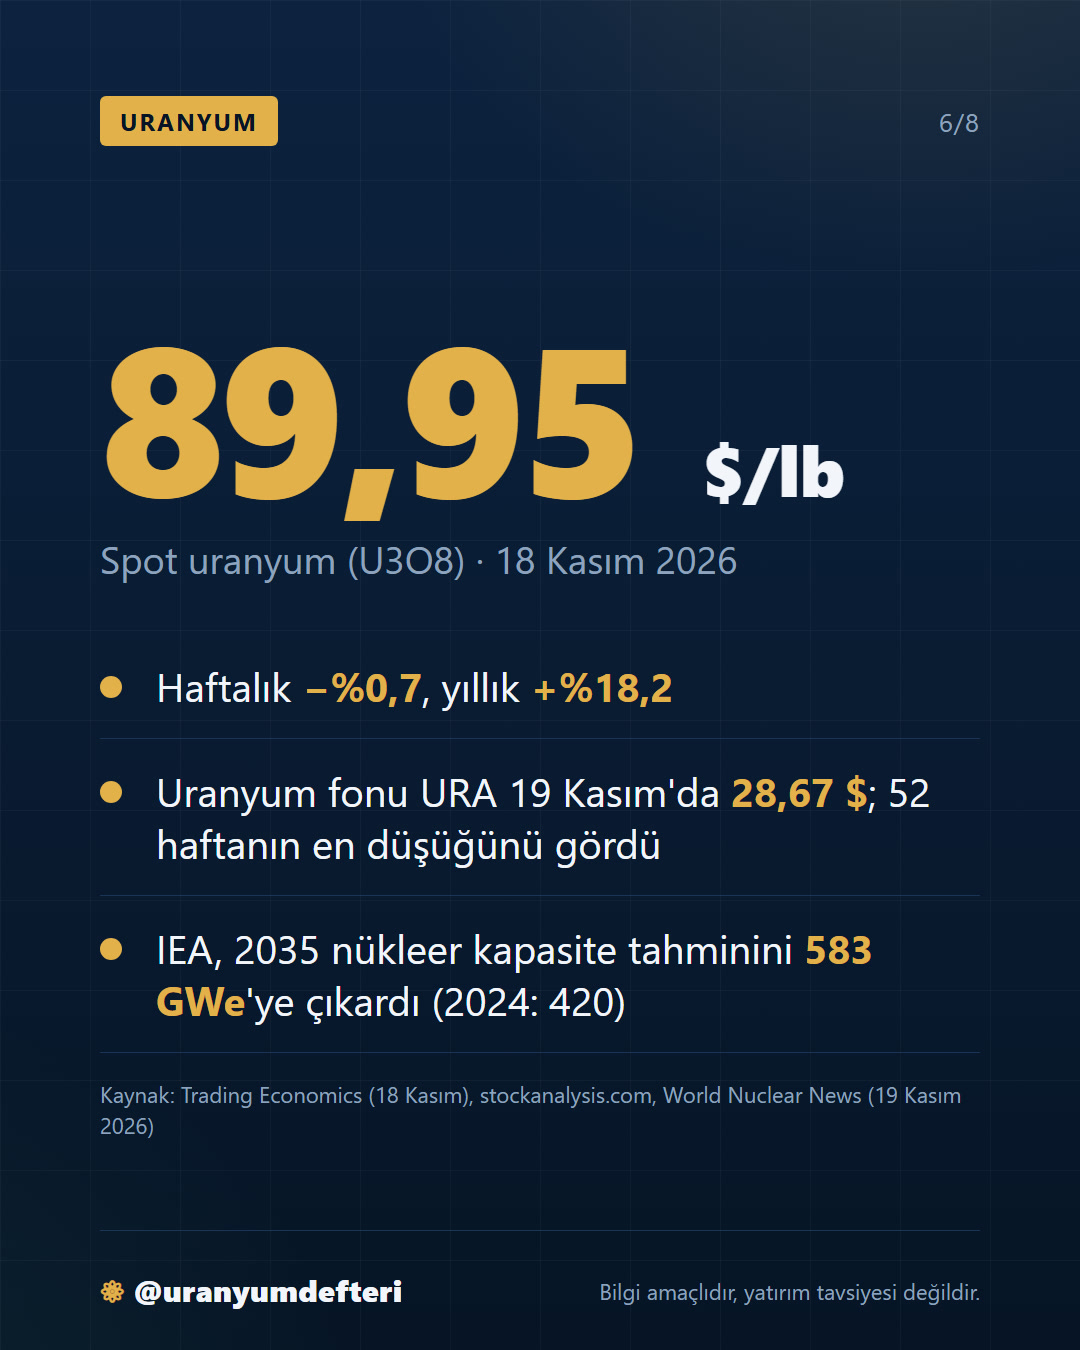 URANYUM
6/8
89,95 $/lb
Spot uranyum (U3O8) · 18 Kasım 2026
Haftalık −%0,7, yıllık +%18,2
Uranyum fonu URA 19 Kasım'da 28,67 $; 52
haftanın en düşüğünü gördü
IEA, 2035 nükleer kapasite tahminini 583
GWe'ye çıkardı (2024: 420)
Kaynak: Trading Economics (18 Kasım), stockanalysis.com, World Nuclear News (19 Kasım
2026)
@uranyumdefteri
Bilgi amaçlıdır, yatırım tavsiyesi değildir.